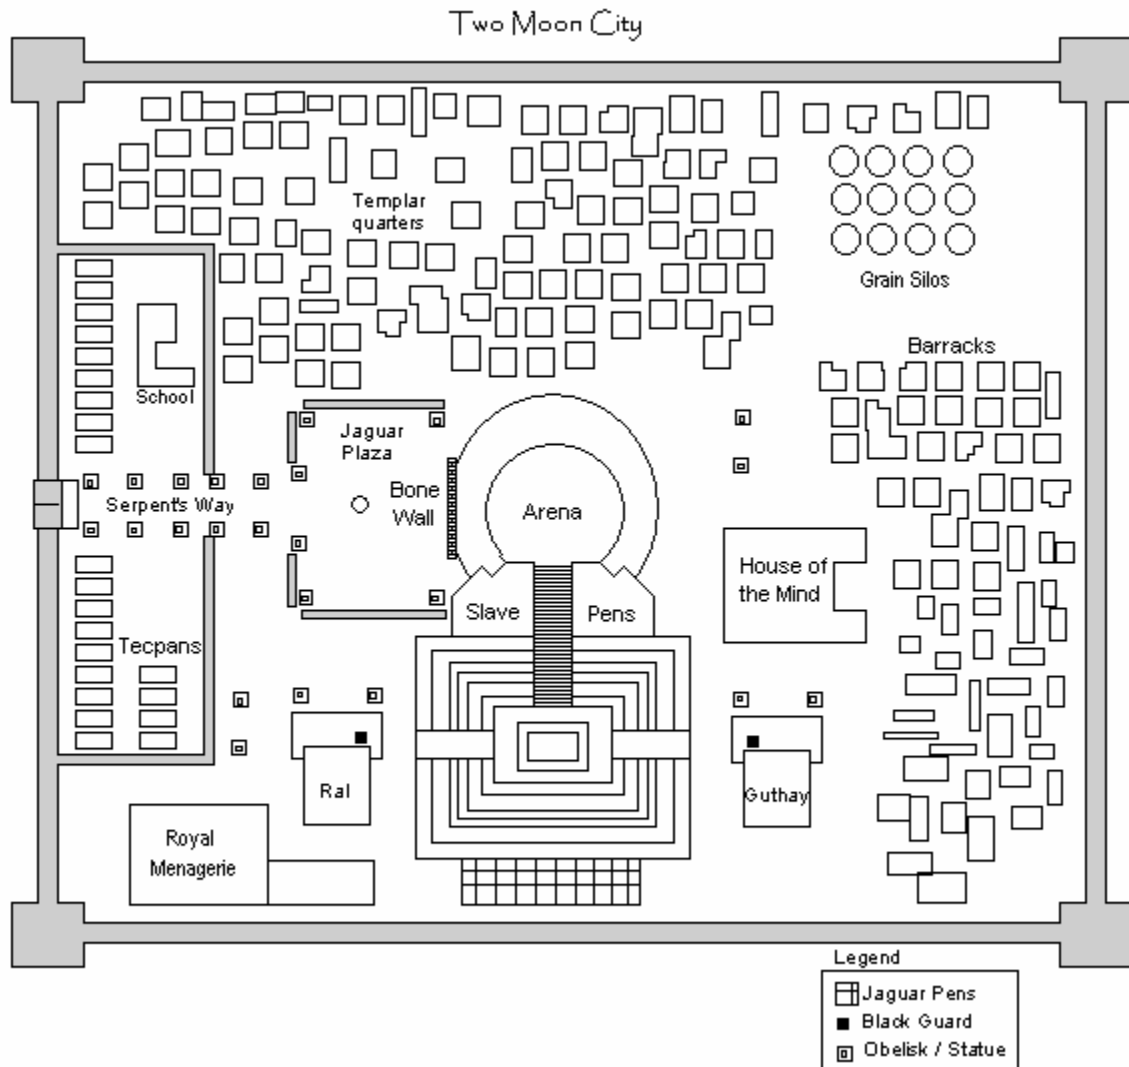 Two Moon City
Templar
quarters
Grain Silos
Barracks
School
Jaguar
Plaza
Serpent's Way
Bone
Wall
Arena
House of
the Mind
Slave
Pens
Tecpans
Ral
Guthay
Royal
Menagerie
Legend
Jaguar Pens
Black Guard
Obelisk / Statue